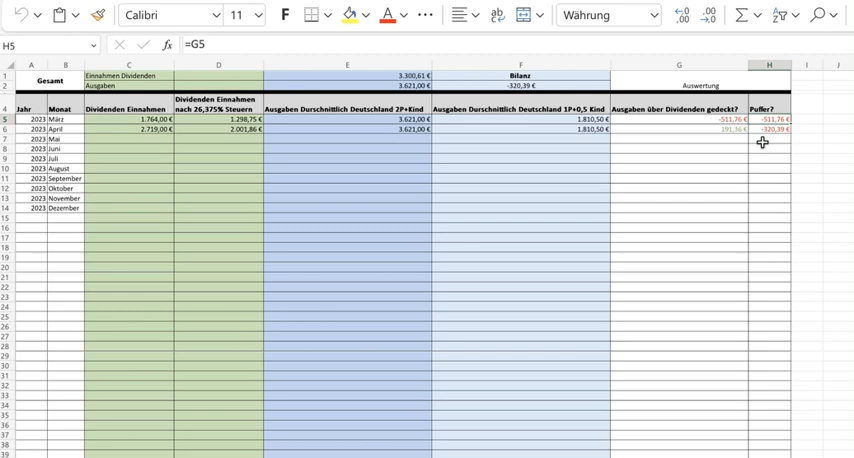 Calibri 11 F A ... ab Währung ,00 ,0 ,00 Σ
H5 fx =G5
A B C D E F G H I J
1 Gesamt Einnahmen Dividenden 3.300,61 € Bilanz
2 Ausgaben 3.621,00 € -320,39 € Auswertung
4 Jahr Monat Dividenden Einnahmen Dividenden Einnahmen nach 26,375% Steuern Ausgaben Durschnittlich Deutschland 2P+Kind Ausgaben Durschnittlich Deutschland 1P+0,5 Kind Ausgaben über Dividenden gedeckt? Puffer?
5 2023 März 1.764,00 € 1.298,75 € 3.621,00 € 1.810,50 € -511,76 € -511,76 €
6 2023 April 2.719,00 € 2.001,86 € 3.621,00 € 1.810,50 € 191,36 € -320,39 €
7 2023 Mai
8 2023 Juni
9 2023 Juli
10 2023 August
11 2023 September
12 2023 Oktober
13 2023 November
14 2023 Dezember
15
16
17
18
19
20
21
22
23
24
25
26
27
28
29
30
31
32
33
34
35
36
37
38
39